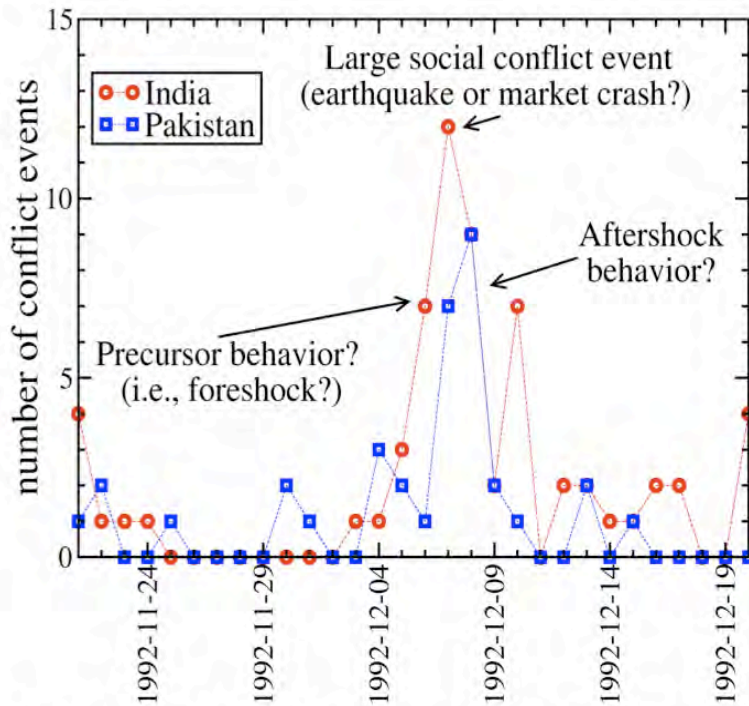 15
Large social conflict event
(earthquake or market crash?)
India
Pakistan
10
Aftershock
behavior?
Precursor behavior?
(i.e., foreshock?)
5
0
number of conflict events
1992-11-24
1992-11-29
1992-12-04
1992-12-09
1992-12-14
1992-12-19